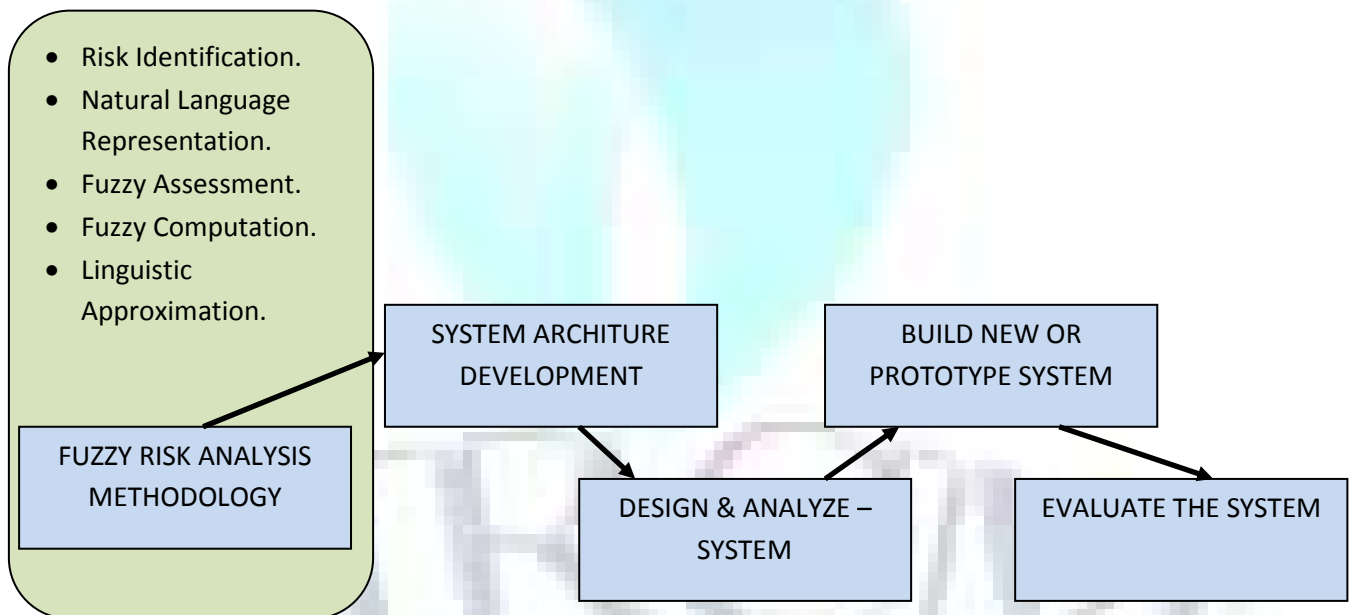 • Risk Identification.
• Natural Language
Representation.
• Fuzzy Assessment.
• Fuzzy Computation.
• Linguistic
Approximation.
FUZZY RISK ANALYSIS
METHODOLOGY
SYSTEM ARCHITURE
DEVELOPMENT
DESIGN & ANALYZE –
SYSTEM
BUILD NEW OR
PROTOTYPE SYSTEM
EVALUATE THE SYSTEM